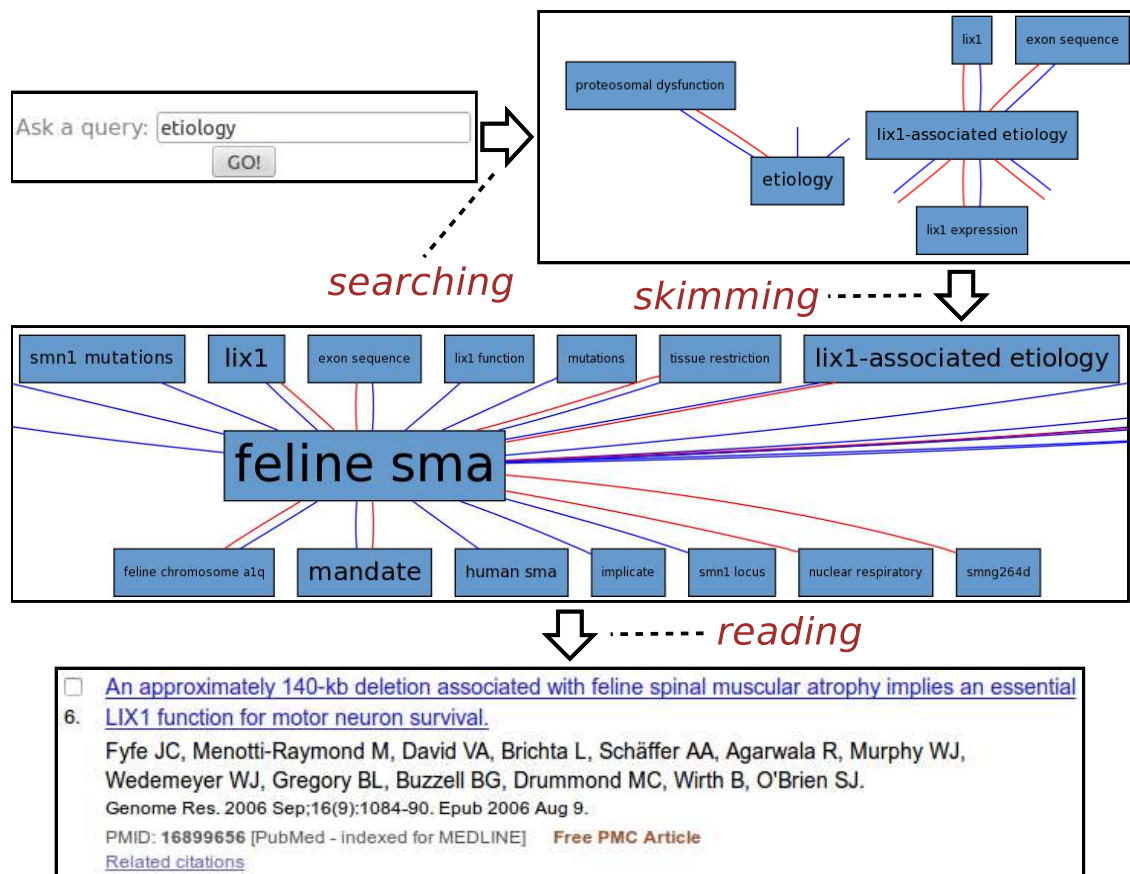 Ask a query: etiology
GO!
searching
lix1
exon sequence
proteosomal dysfunction
lix1-associated etiology
etiology
lix1 expression
skimming
smn1 mutations
lix1
exon sequence
lix1 function
mutations
tissue restriction
lix1-associated etiology
feline sma
feline chromosome a1q
mandate
human sma
implicate
smn1 locus
nuclear respiratory
smng264d
reading
An approximately 140-kb deletion associated with feline spinal muscular atrophy implies an essential
6. LIX1 function for motor neuron survival.
Fyfe JC, Menotti-Raymond M, David VA, Brichta L, Schäffer AA, Agarwala R, Murphy WJ,
Wedemeyer WJ, Gregory BL, Buzzell BG, Drummond MC, Wirth B, O'Brien SJ.
Genome Res. 2006 Sep;16(9):1084-90. Epub 2006 Aug 9.
PMID: 16899656 [PubMed - indexed for MEDLINE] Free PMC Article
Related citations